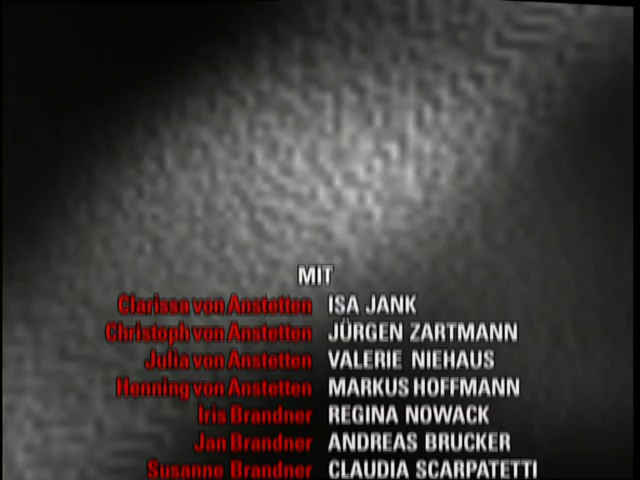 MIT
Clarissa von Anstetten ISA JANK
Christoph von Anstetten JÜRGEN ZARTMANN
Julia von Anstetten VALERIE NIEHAUS
Henning von Anstetten MARKUS HOFFMANN
Iris Brandner REGINA NOWACK
Jan Brandner ANDREAS BRUCKER
Susanne Brandner CLAUDIA SCARPATETTI